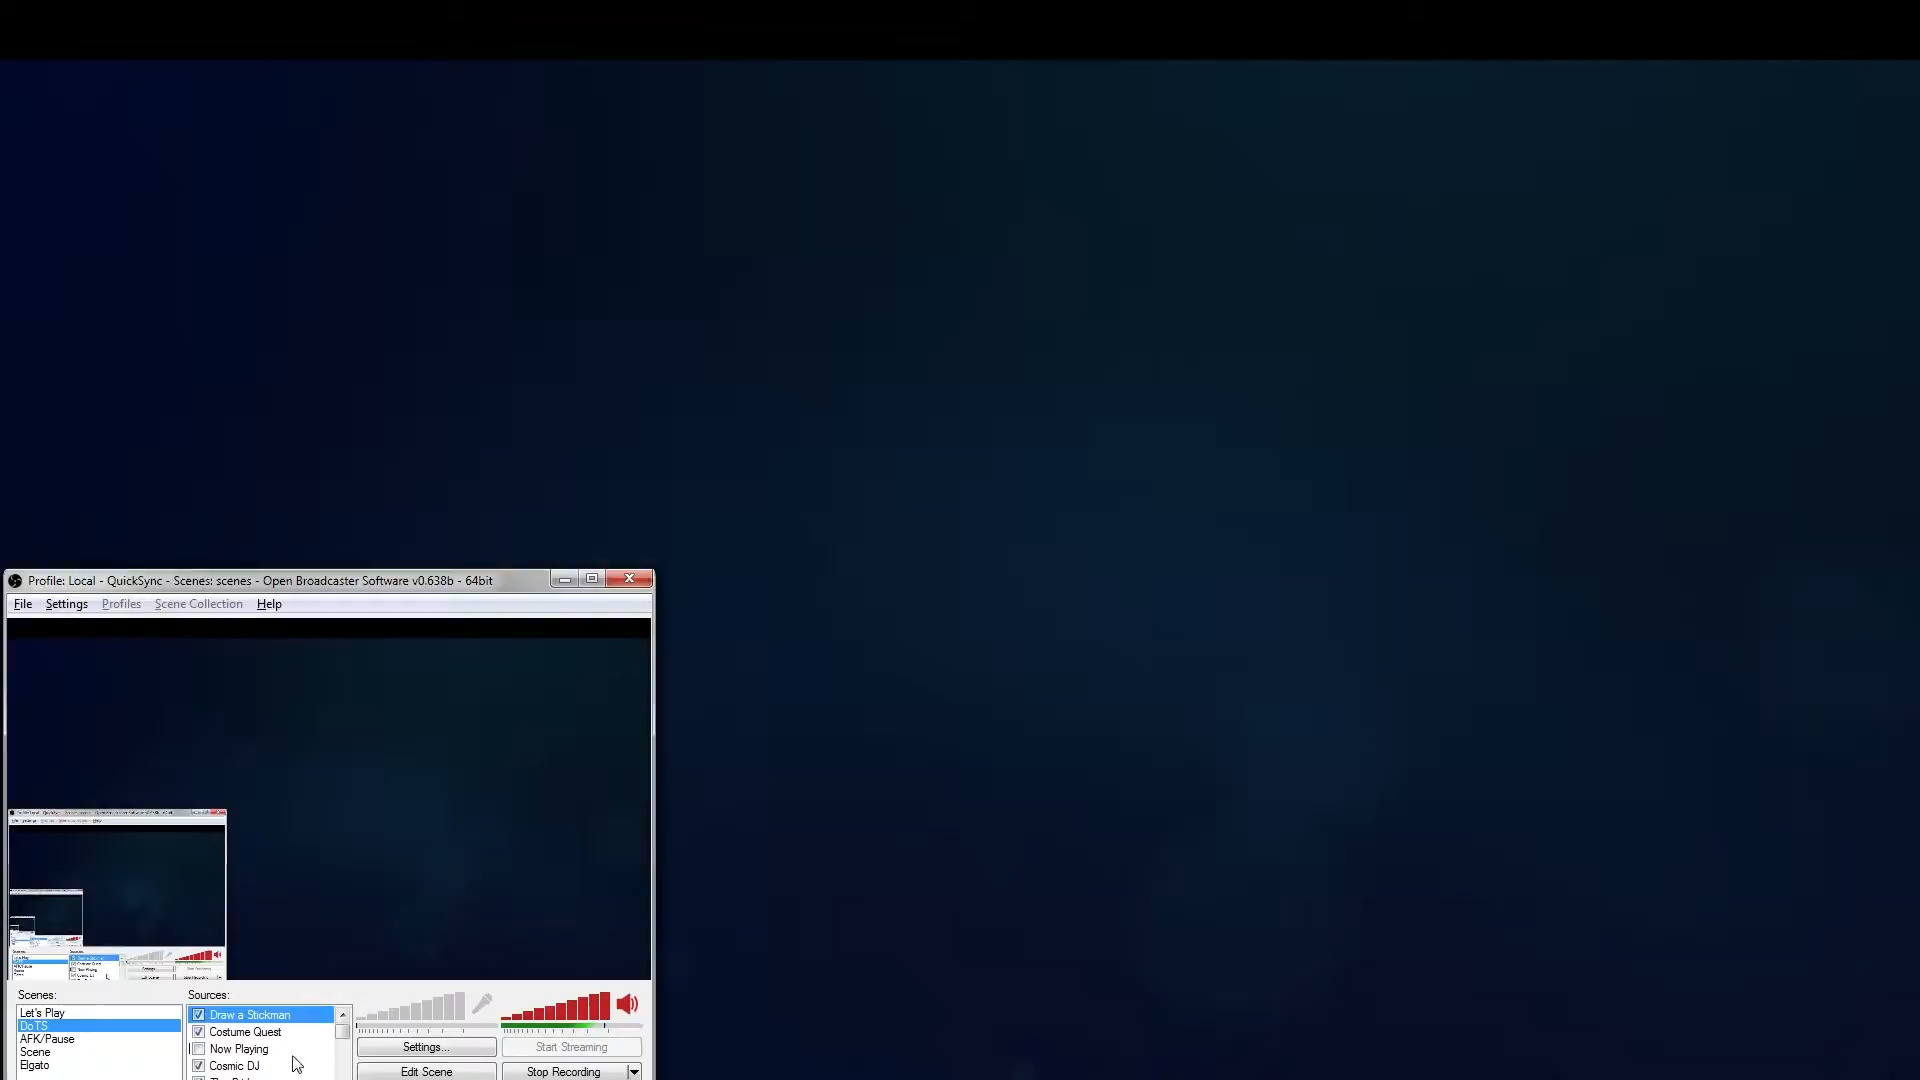 Profile: Local - QuickSync - Scenes: scenes - Open Broadcaster Software v0.638b - 64bit
File Settings Profiles Scene Collection Help
Scenes: Sources:
Let's Play
DoTS
AFK/Pause
Scene
Elgato
Draw a Stickman
Costume Quest
Now Playing
Cosmic DJ
Settings... Start Streaming
Edit Scene Stop Recording